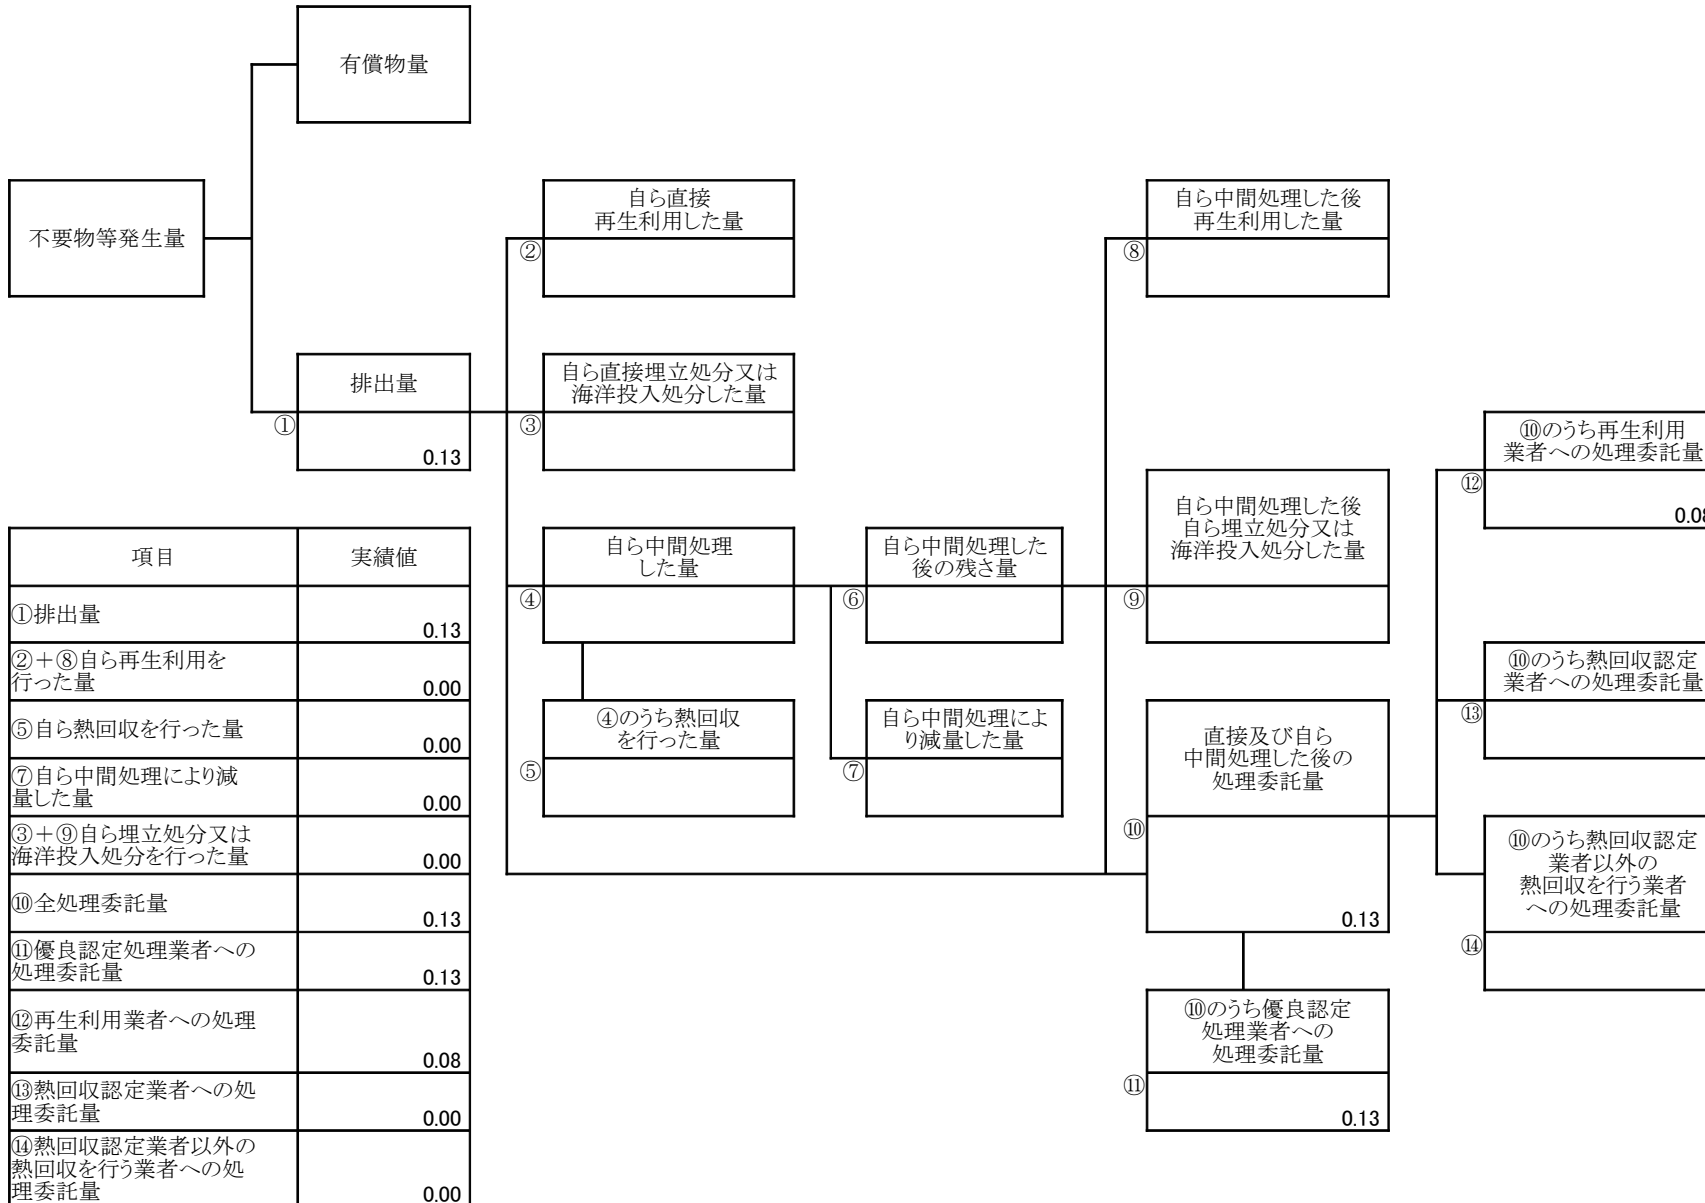 有償物量
不要物等発生量
自ら直接
再生利用した量
②
自ら中間処理した後
再生利用した量
⑧
排出量
①
0.13
自ら直接埋立処分又は
海洋投入処分した量
③
⑩のうち再生利用
業者への処理委託量
⑫
0.08
自ら中間処理
した量
④
自ら中間処理した
後の残さ量
⑥
自ら中間処理した後
自ら埋立処分又は
海洋投入処分した量
⑨
④のうち熱回収
を行った量
⑤
自ら中間処理によ
り減量した量
⑦
直接及び自ら
中間処理した後の
処理委託量
⑩
0.13
⑩のうち熱回収認定
業者への処理委託量
⑬
⑩のうち熱回収認定
業者以外の
熱回収を行う業者
への処理委託量
⑭
⑩のうち優良認定
処理業者への
処理委託量
⑪
0.13
項目 実績値
①排出量
0.13
②+⑧自ら再生利用を
行った量
0.00
⑤自ら熱回収を行った量
0.00
⑦自ら中間処理により減
量した量
0.00
③+⑨自ら埋立処分又は
海洋投入処分を行った量
0.00
⑩全処理委託量
0.13
⑪優良認定処理業者への
処理委託量
0.13
⑫再生利用業者への処理
委託量
0.08
⑬熱回収認定業者への処
理委託量
0.00
⑭熱回収認定業者以外の
熱回収を行う業者への処
理委託量
0.00